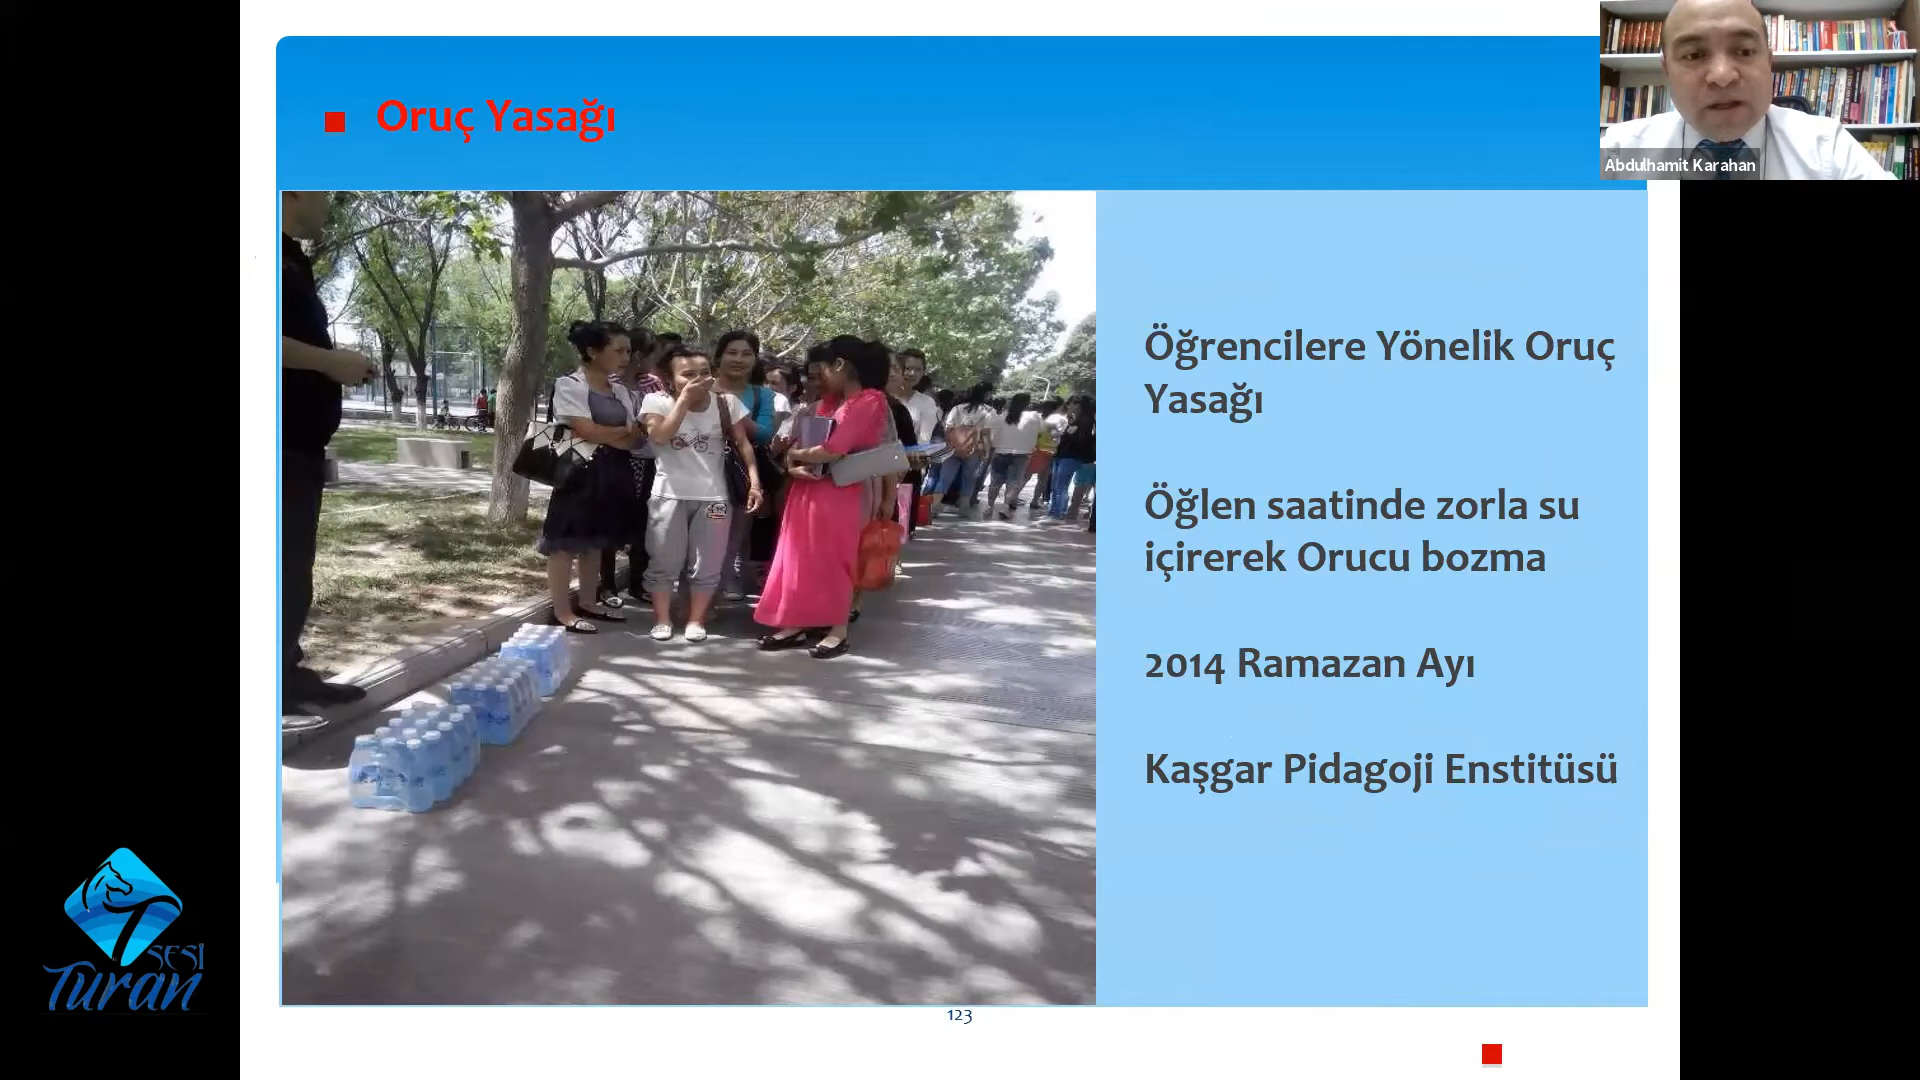 Oruç Yasağı
Abdulhamit Karahan
Öğrencilere Yönelik Oruç
Yasağı
Öğlen saatinde zorla su
içirerek Orucu bozma
2014 Ramazan Ayı
Kaşgar Pidagoji Enstitüsü
SESİ
Turan
123